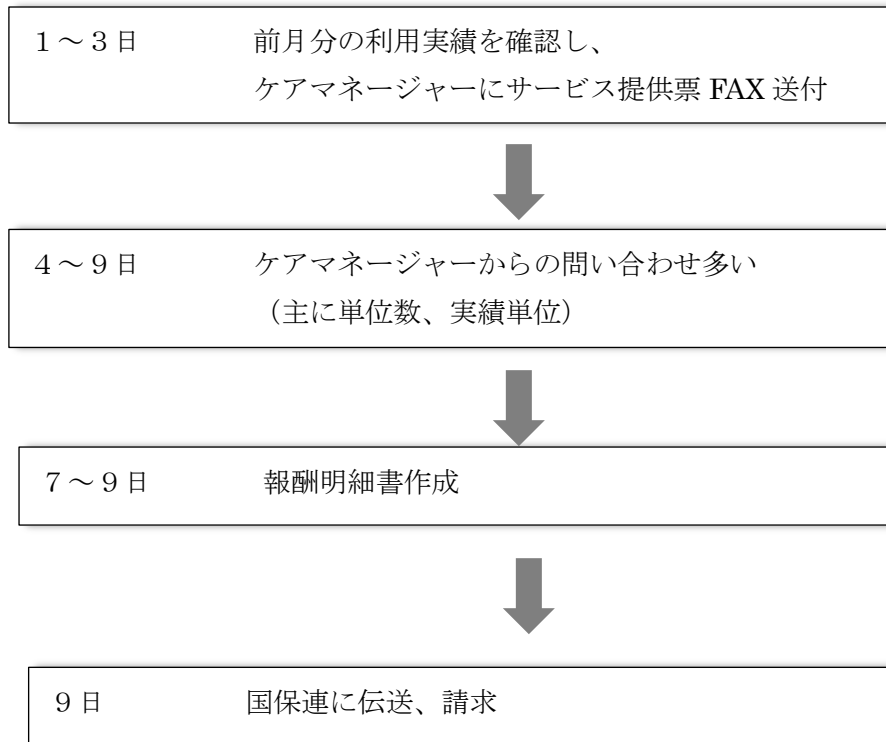 １～３日 前月分の利用実績を確認し、
ケアマネージャーにサービス提供票 FAX 送付
４～９日 ケアマネージャーからの問い合わせ多い
（主に単位数、実績単位）
７～９日 報酬明細書作成
９日 国保連に伝送、請求